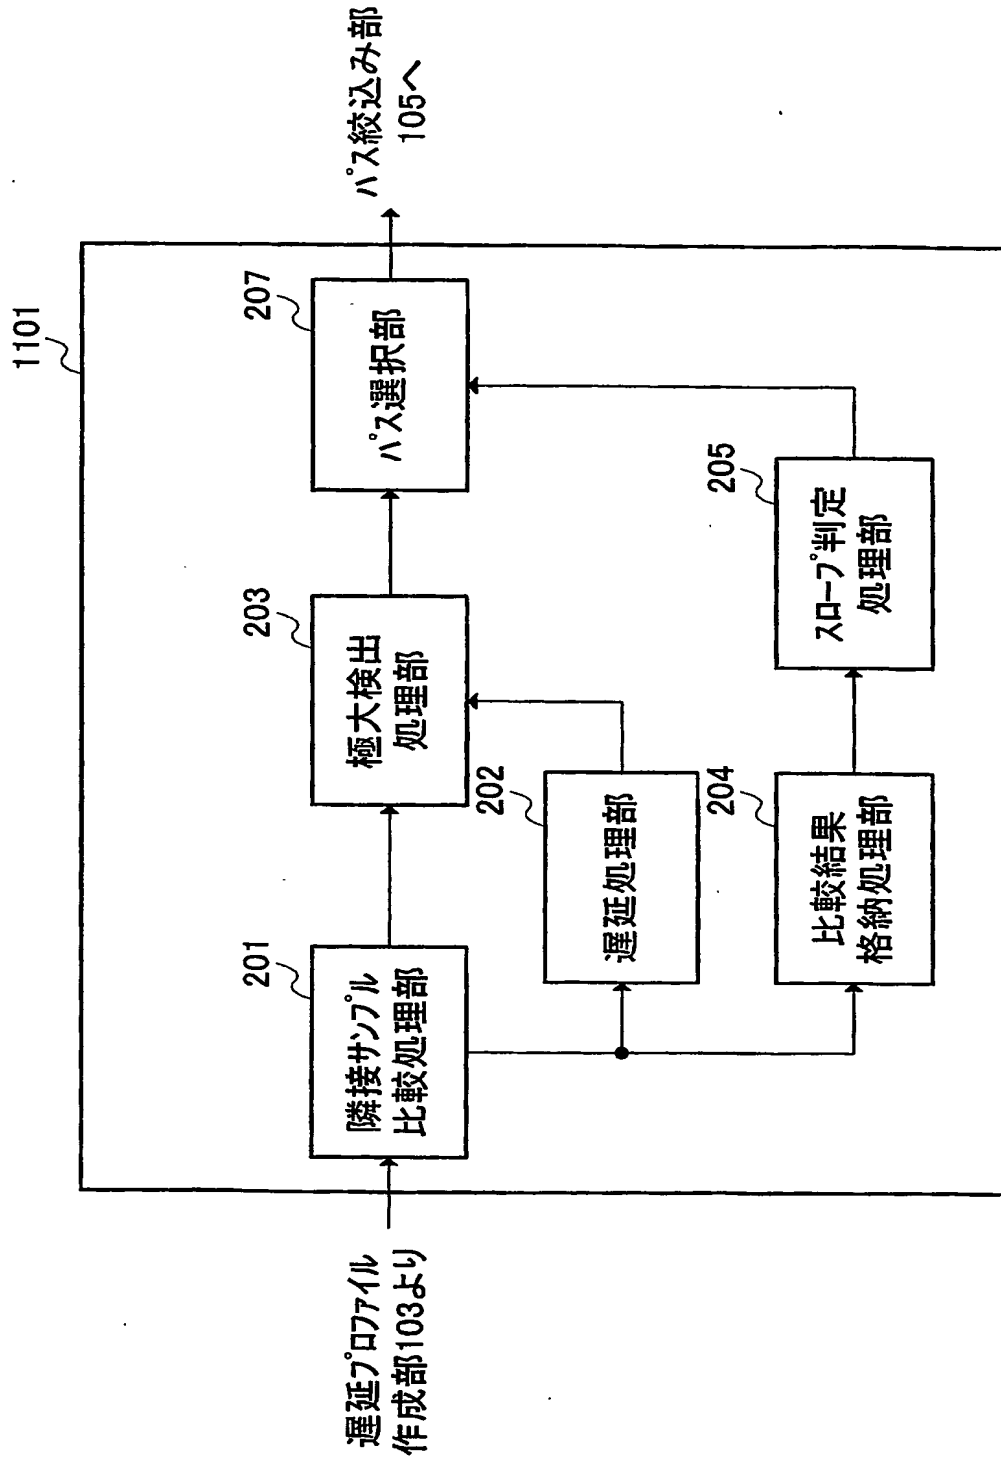 1101
遅延プロファイル
作成部103より
201
隣接サンプル
比較処理部
203
極大検出
処理部
207
パス選択部
パス絞込み部
105へ
202
遅延処理部
204
比較結果
格納処理部
205
スロープ判定
処理部